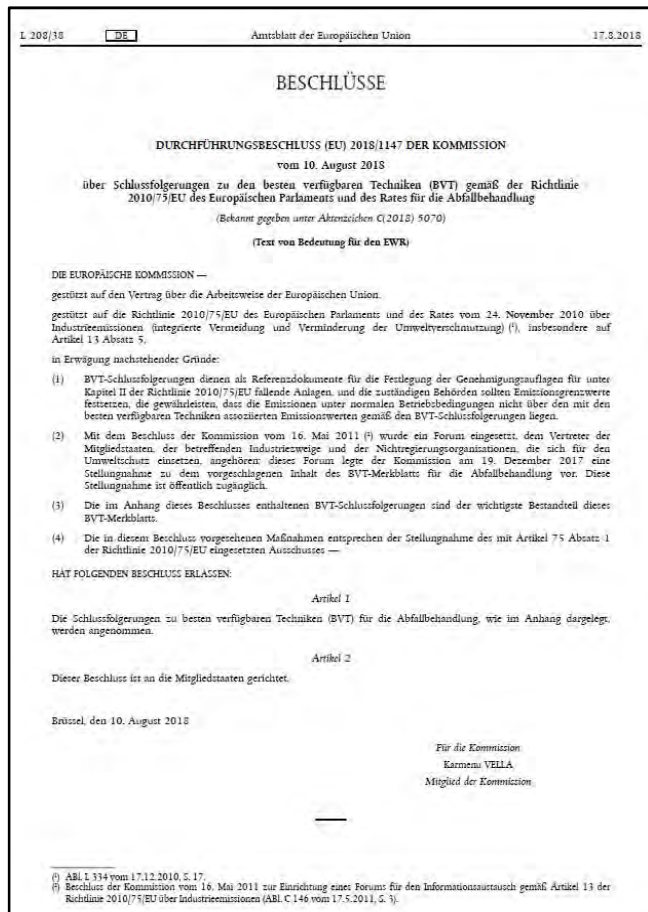 L 208/38 DE Amtsblatt der Europäischen Union 17.8.2018
BESCHLÜSSE
DURCHFÜHRUNGSBESCHLUSS (EU) 2018/1147 DER KOMMISSION
vom 10. August 2018
über Schlussfolgerungen zu den besten verfügbaren Techniken (BVT) gemäß der Richtlinie
2010/75/EU des Europäischen Parlaments und des Rates für die Abfallbehandlung
(Bekannt gegeben unter Aktenzeichen C(2018) 5070)
(Text von Bedeutung für den EWR)
DIE EUROPÄISCHE KOMMISSION —
gestützt auf den Vertrag über die Arbeitsweise der Europäischen Union,
gestützt auf die Richtlinie 2010/75/EU des Europäischen Parlaments und des Rates vom 24. November 2010 über
Industrieemissionen (integrierte Vermeidung und Verminderung der Umweltverschmutzung) (¹), insbesondere auf
Artikel 13 Absatz 5,
in Erwägung nachstehender Gründe:
(1) BVT-Schlussfolgerungen dienen als Referenzdokumente für die Festlegung der Genehmigungsauflagen für unter
Kapitel II der Richtlinie 2010/75/EU fallende Anlagen, und die zuständigen Behörden sollten Emissionsgrenzwerte
festsetzen, die gewährleisten, dass die Emissionen unter normalen Betriebsbedingungen nicht über den mit den
besten verfügbaren Techniken assoziierten Emissionswerten gemäß den BVT-Schlussfolgerungen liegen.
(2) Mit dem Beschluss der Kommission vom 16. Mai 2011 (²) wurde ein Forum eingesetzt, dem Vertreter der
Mitgliedstaaten, der betreffenden Industriezweige und der Nichtregierungsorganisationen, die sich für den
Umweltschutz einsetzen, angehören; dieses Forum legte der Kommission am 19. Dezember 2017 eine
Stellungnahme zu dem vorgeschlagenen Inhalt des BVT-Merkblatts für die Abfallbehandlung vor. Diese
Stellungnahme ist öffentlich zugänglich.
(3) Die im Anhang dieses Beschlusses enthaltenen BVT-Schlussfolgerungen sind der wichtigste Bestandteil dieses
BVT-Merkblatts.
(4) Die in diesem Beschluss vorgesehenen Maßnahmen entsprechen der Stellungnahme des mit Artikel 75 Absatz 1
der Richtlinie 2010/75/EU eingesetzten Ausschusses —
HAT FOLGENDEN BESCHLUSS ERLASSEN:
Artikel 1
Die Schlussfolgerungen zu besten verfügbaren Techniken (BVT) für die Abfallbehandlung, wie im Anhang dargelegt,
werden angenommen.
Artikel 2
Dieser Beschluss ist an die Mitgliedstaaten gerichtet.
Brüssel, den 10. August 2018
Für die Kommission
Karmenu VELLA
Mitglied der Kommission
(¹) ABl. L 334 vom 17.12.2010, S. 17.
(²) Beschluss der Kommission vom 16. Mai 2011 zur Einrichtung eines Forums für den Informationsaustausch gemäß Artikel 13 der
Richtlinie 2010/75/EU über Industrieemissionen (ABl. C 146 vom 17.5.2011, S. 3).